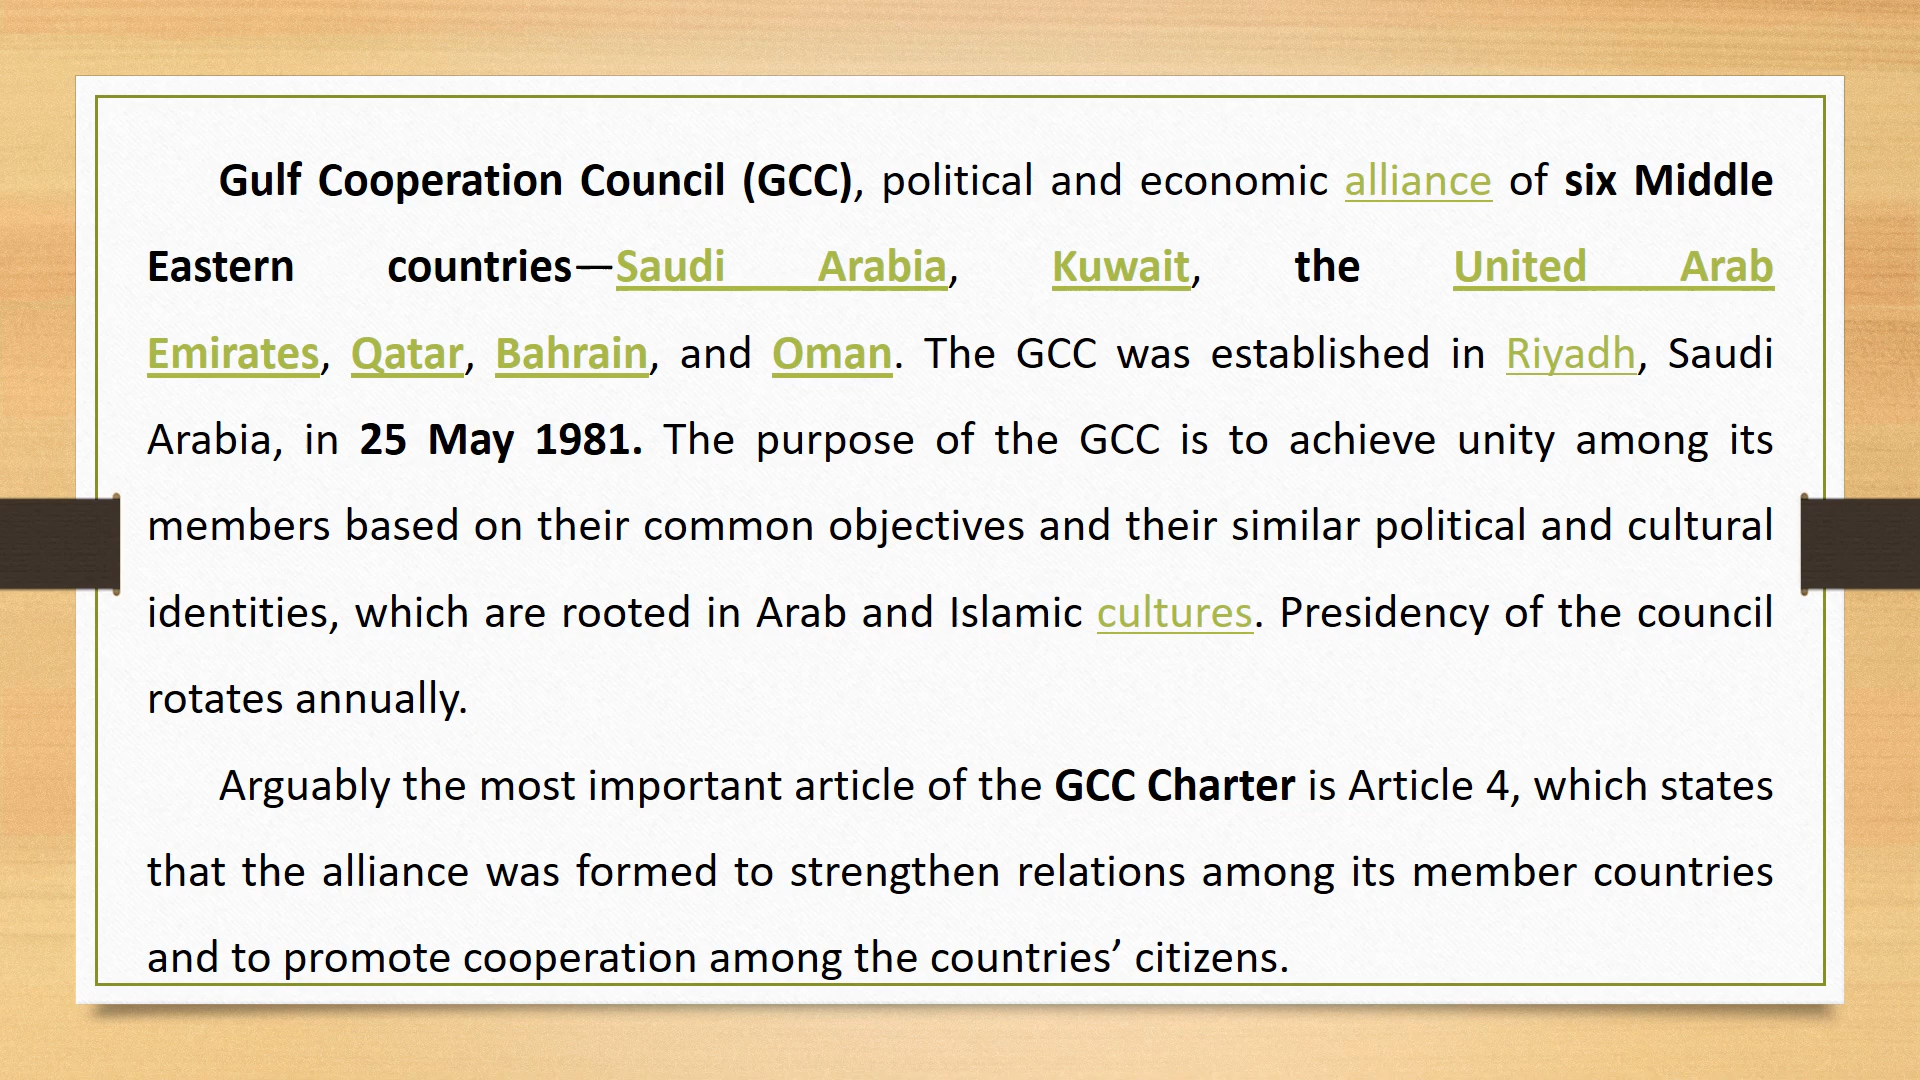 Gulf Cooperation Council (GCC), political and economic alliance of six Middle
Eastern countries—Saudi Arabia, Kuwait, the United Arab
Emirates, Qatar, Bahrain, and Oman. The GCC was established in Riyadh, Saudi
Arabia, in 25 May 1981. The purpose of the GCC is to achieve unity among its
members based on their common objectives and their similar political and cultural
identities, which are rooted in Arab and Islamic cultures. Presidency of the council
rotates annually.
Arguably the most important article of the GCC Charter is Article 4, which states
that the alliance was formed to strengthen relations among its member countries
and to promote cooperation among the countries’ citizens.